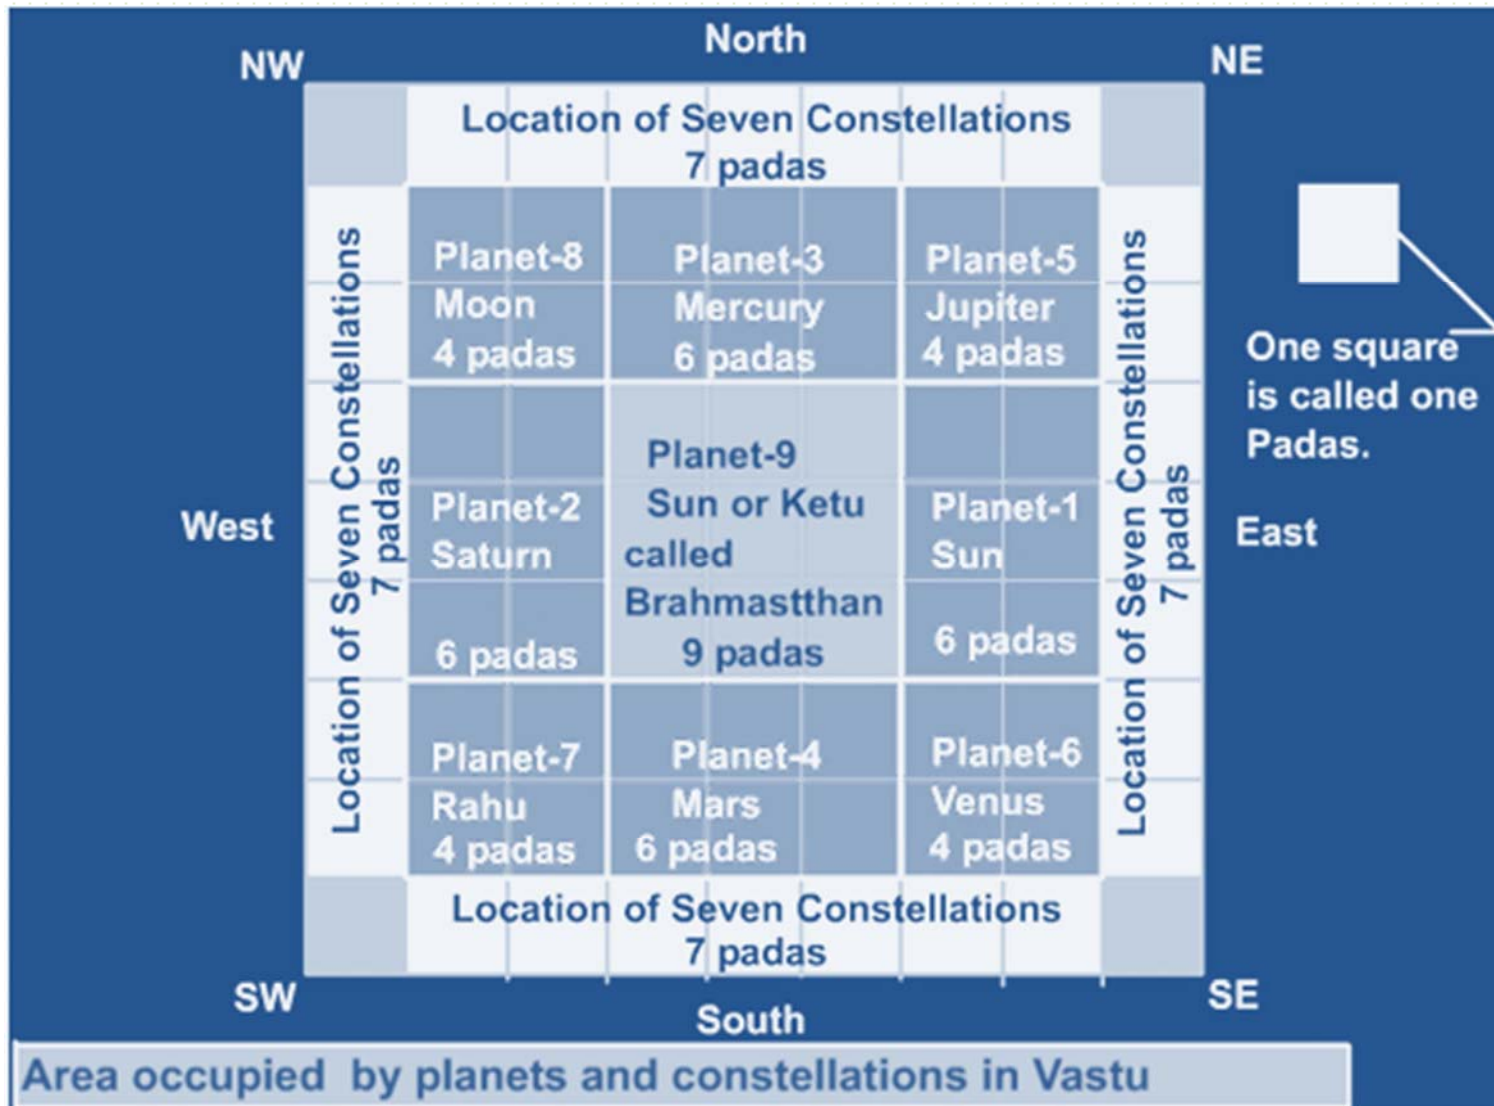 North
NW
NE
Location of Seven Constellations
7 padas
Location of Seven Constellations
7 padas
Planet-8
Moon
4 padas
Planet-3
Mercury
6 padas
Planet-5
Jupiter
4 padas
Location of Seven Constellations
7 padas
One square
is called one
Padas.
West
Planet-2
Saturn
6 padas
Planet-9
Sun or Ketu
called
Brahmastthan
9 padas
Planet-1
Sun
6 padas
East
Planet-7
Rahu
4 padas
Planet-4
Mars
6 padas
Planet-6
Venus
4 padas
Location of Seven Constellations
7 padas
SW
SE
South
Area occupied by planets and constellations in Vastu